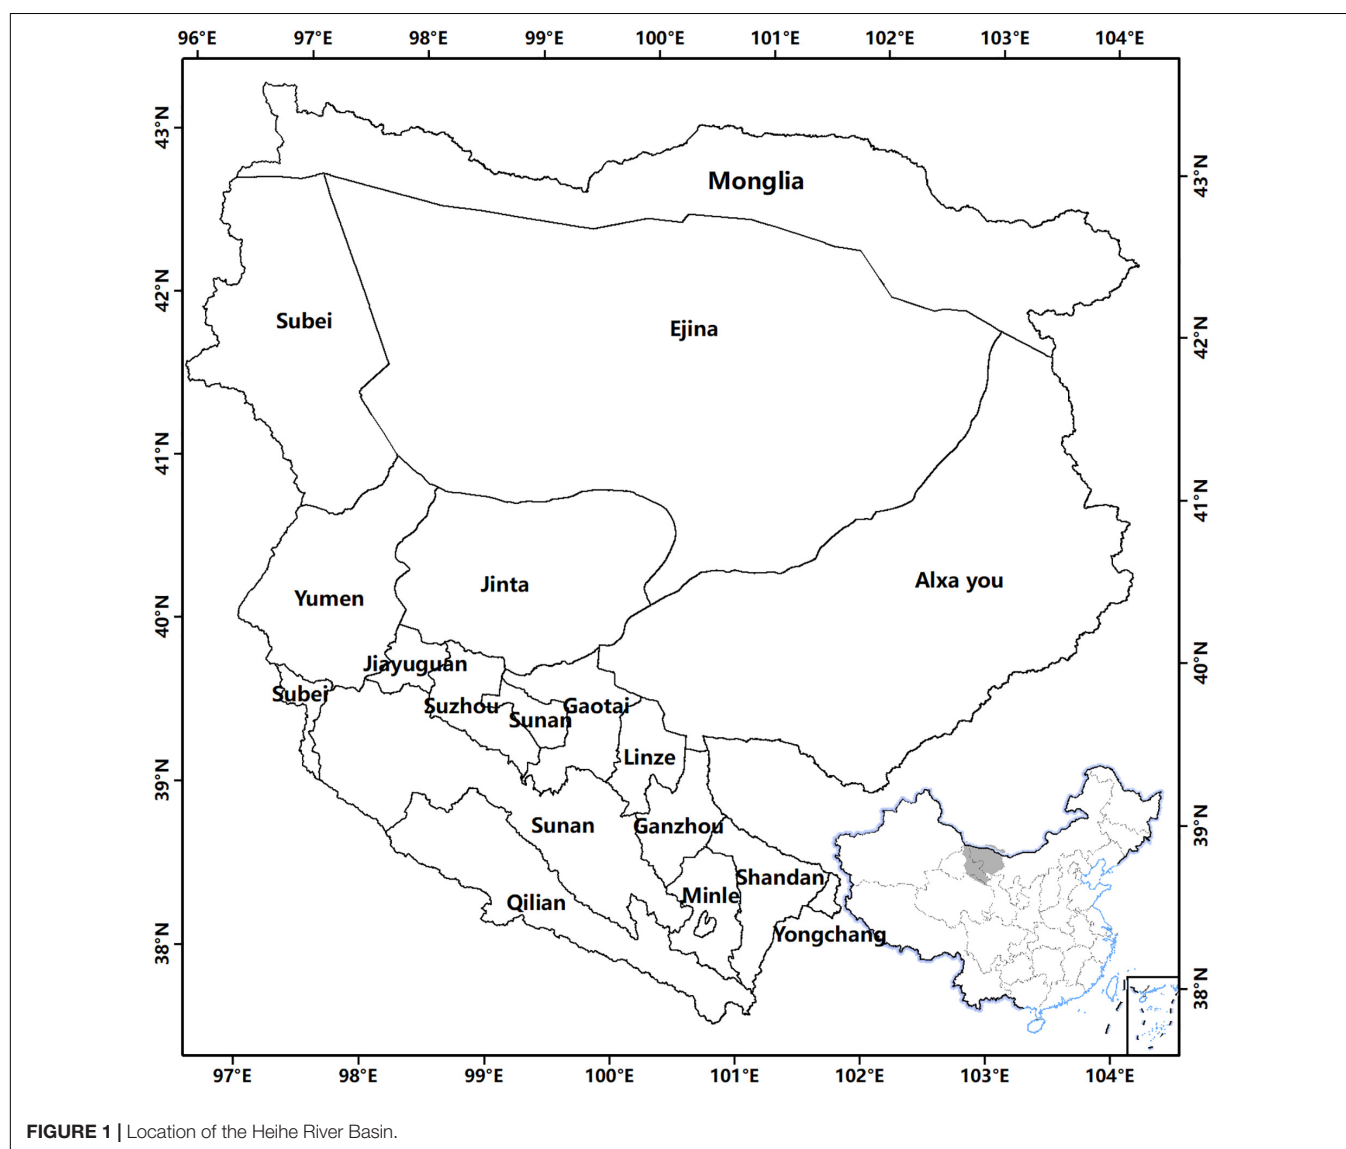 96°E 97°E 98°E 99°E 100°E 101°E 102°E 103°E 104°E
43°N
43°N
Monglia
42°N
42°N
Subei
Ejina
41°N
41°N
Alxa you
Jinta
Yumen
40°N
40°N
Jiayuguan
Subei
Suzhou
Gaotai
Sunan
Linze
39°N
39°N
Sunan
Ganzhou
Shandan
Minle
Qilian
Yongchang
38°N
38°N
97°E 98°E 99°E 100°E 101°E 102°E 103°E 104°E
FIGURE 1 | Location of the Heihe River Basin.